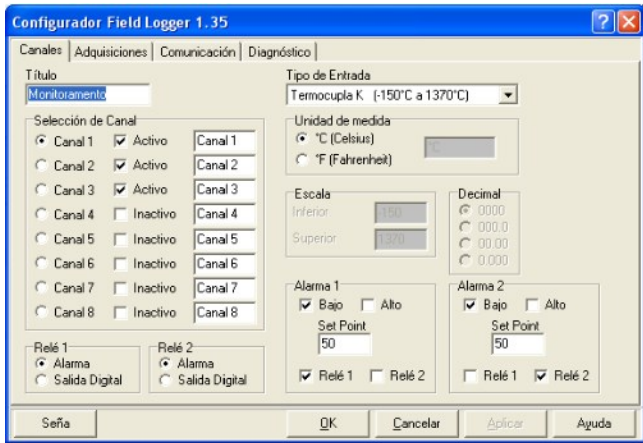 Configurador Field Logger 1.35
Canales Adquisiciones Comunicación Diagnóstico
Título
Monitoramento
Tipo de Entrada
Termocupla K (-150°C a 1370°C)
Selección de Canal
Canal 1 Activo Canal 1
Canal 2 Activo Canal 2
Canal 3 Activo Canal 3
Canal 4 Inactivo Canal 4
Canal 5 Inactivo Canal 5
Canal 6 Inactivo Canal 6
Canal 7 Inactivo Canal 7
Canal 8 Inactivo Canal 8
Unidad de medida
°C (Celsius) °C
°F (Fahrenheit)
Escala
Inferior -150
Superior 1370
Decimal
0000
000.0
00.00
0.000
Alarma 1
Bajo Alto
Set Point
50
Relé 1 Relé 2
Alarma 2
Bajo Alto
Set Point
50
Relé 1 Relé 2
Relé 1
Alarma
Salida Digital
Relé 2
Alarma
Salida Digital
Seña OK Cancelar Aplicar Ayuda